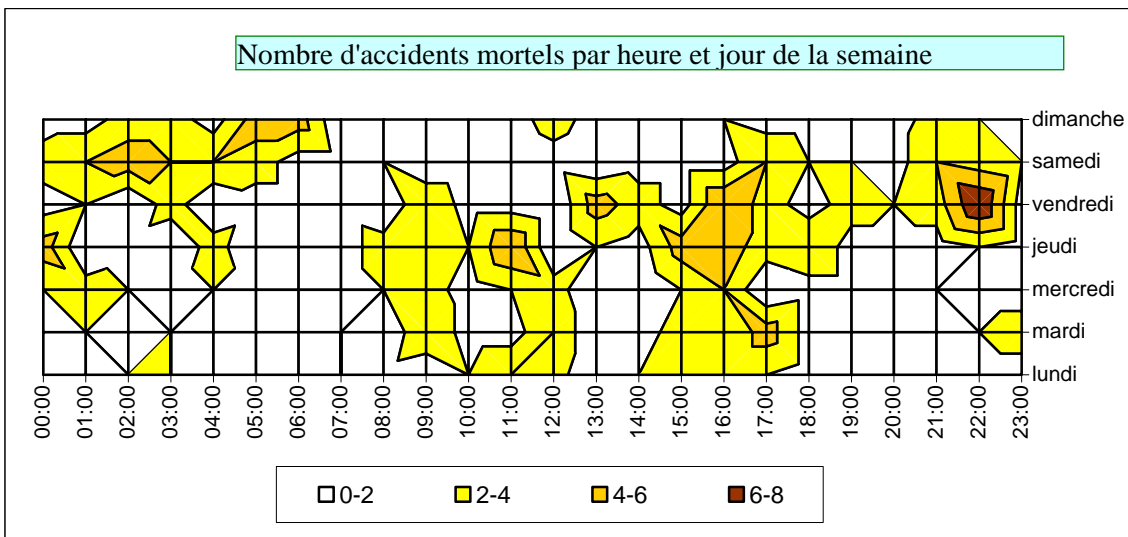 Nombre d'accidents mortels par heure et jour de la semaine
dimanche
samedi
vendredi
jeudi
mercredi
mardi
lundi
00:00 01:00 02:00 03:00 04:00 05:00 06:00 07:00 08:00 09:00 10:00 11:00 12:00 13:00 14:00 15:00 16:00 17:00 18:00 19:00 20:00 21:00 22:00 23:00
0-2 2-4 4-6 6-8